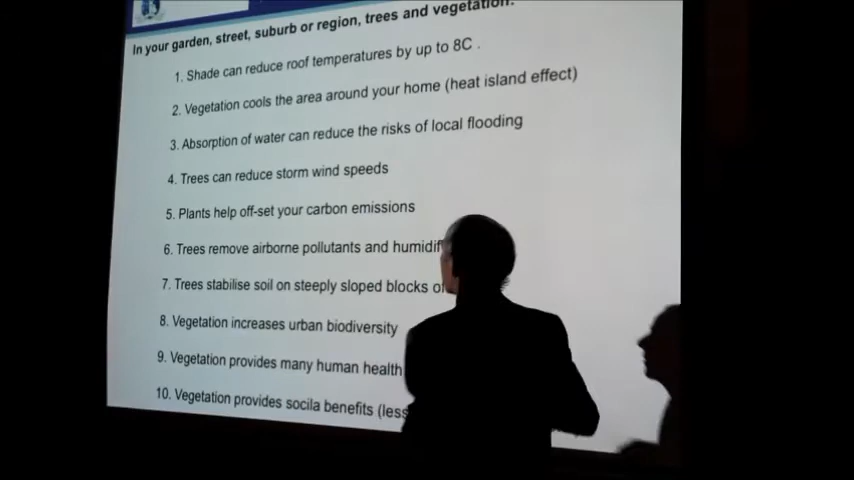 In your garden, street, suburb or region, trees and vegetation:
1. Shade can reduce roof temperatures by up to 8C .
2. Vegetation cools the area around your home (heat island effect)
3. Absorption of water can reduce the risks of local flooding
4. Trees can reduce storm wind speeds
5. Plants help off-set your carbon emissions
6. Trees remove airborne pollutants and
7. Trees stabilise soil on steeply sloped blocks
8. Vegetation increases urban biodiversity
9. Vegetation provides many human health
10. Vegetation provides socila benefits (less